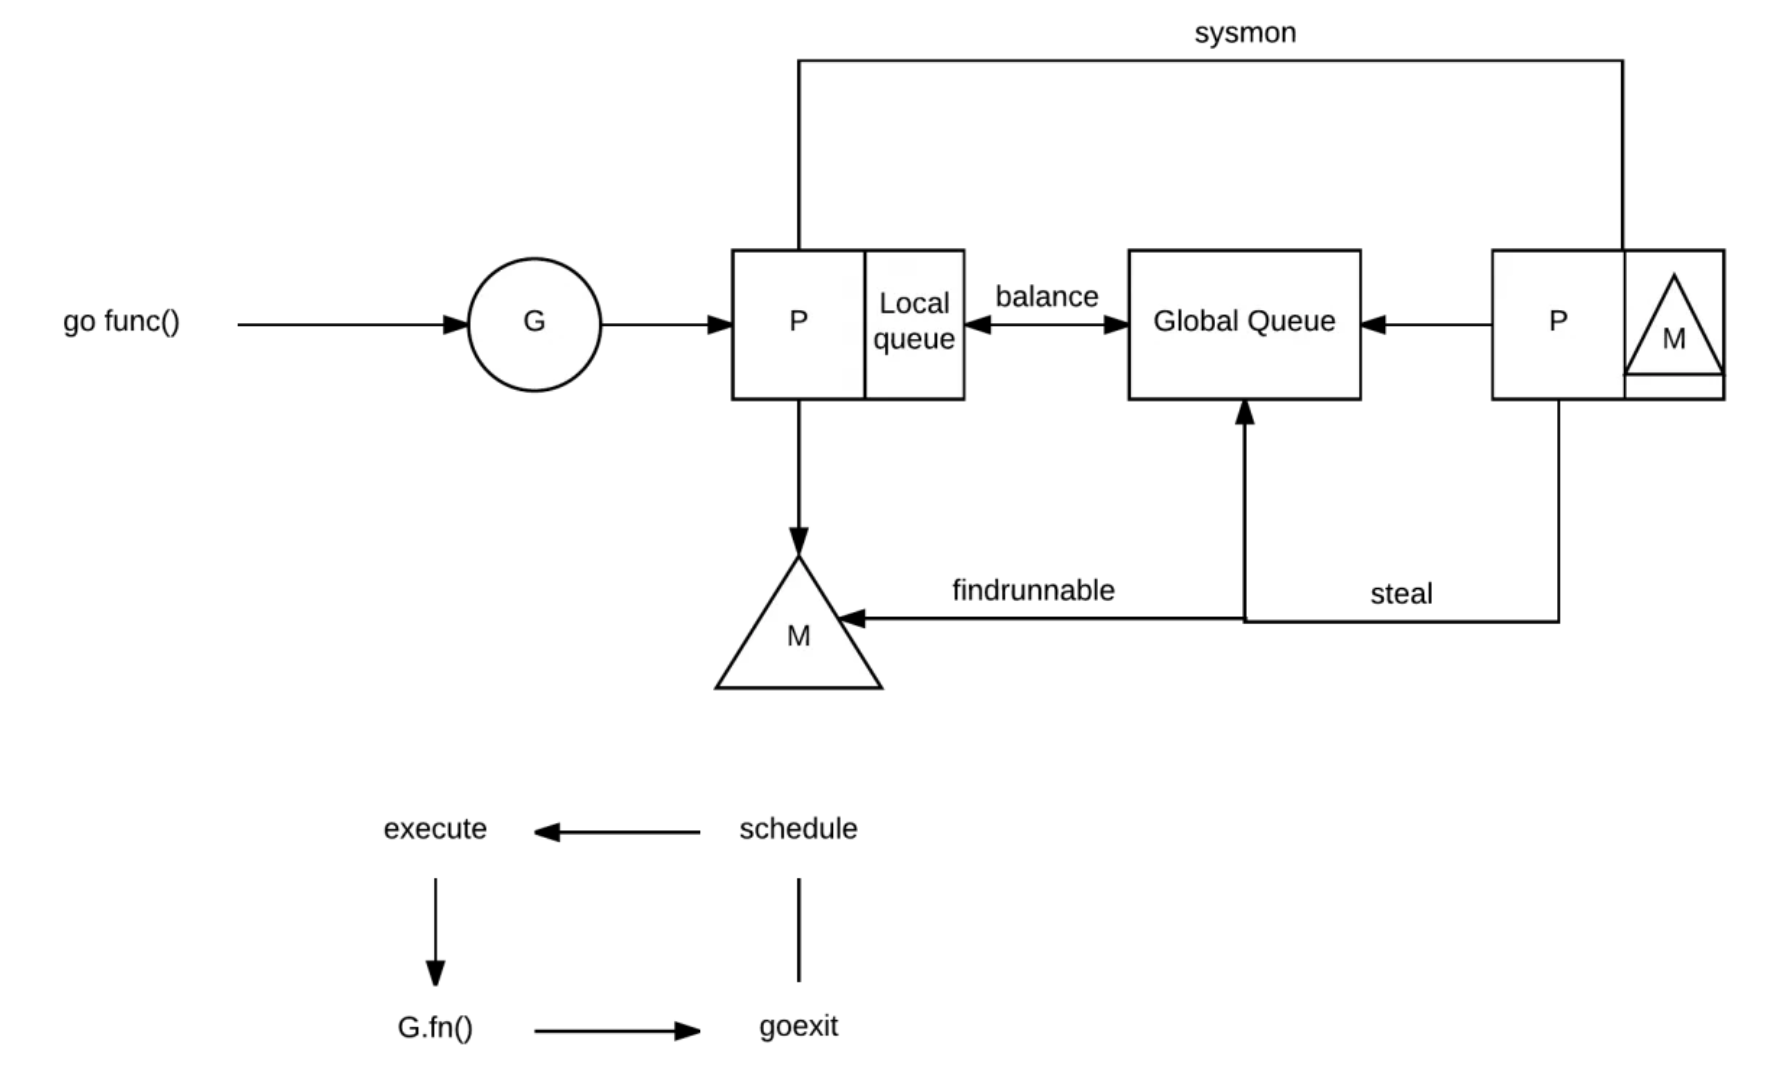 sysmon
go func()
G
P
Local
queue
balance
Global Queue
P
M
findrunnable
steal
M
execute
schedule
G.fn()
goexit